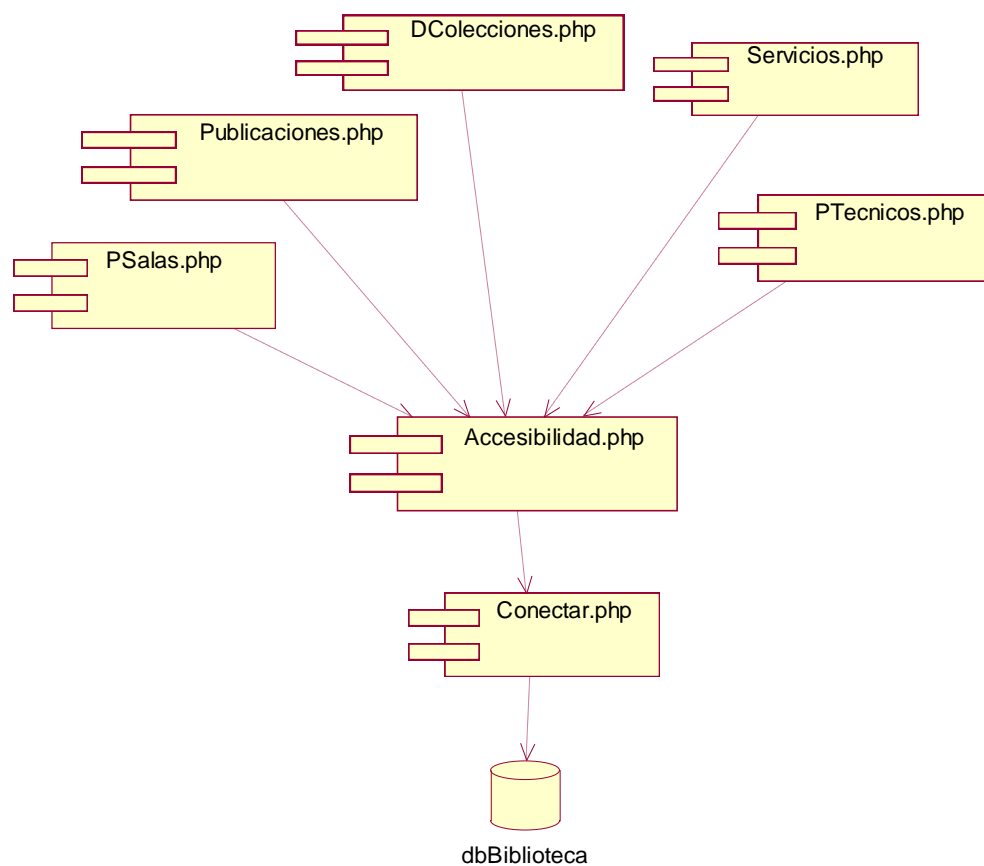 DColecciones.php
Servicios.php
Publicaciones.php
PTecnicos.php
PSalas.php
Accesibilidad.php
Conectar.php
dbBiblioteca